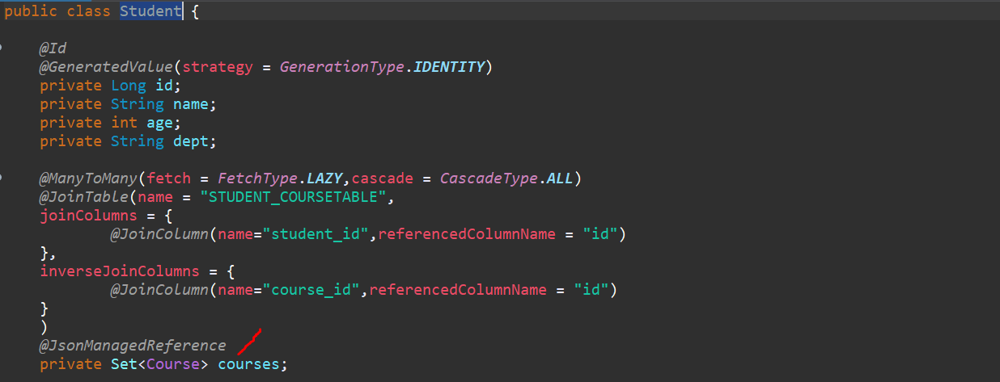 public class Student {
@Id
@GeneratedValue(strategy = GenerationType.IDENTITY)
private Long id;
private String name;
private int age;
private String dept;
@ManyToMany(fetch = FetchType.LAZY,cascade = CascadeType.ALL)
@JoinTable(name = "STUDENT_COURSETABLE",
joinColumns = {
@JoinColumn(name="student_id",referencedColumnName = "id")
},
inverseJoinColumns = {
@JoinColumn(name="course_id",referencedColumnName = "id")
}
)
@JsonManagedReference
private Set<Course> courses;